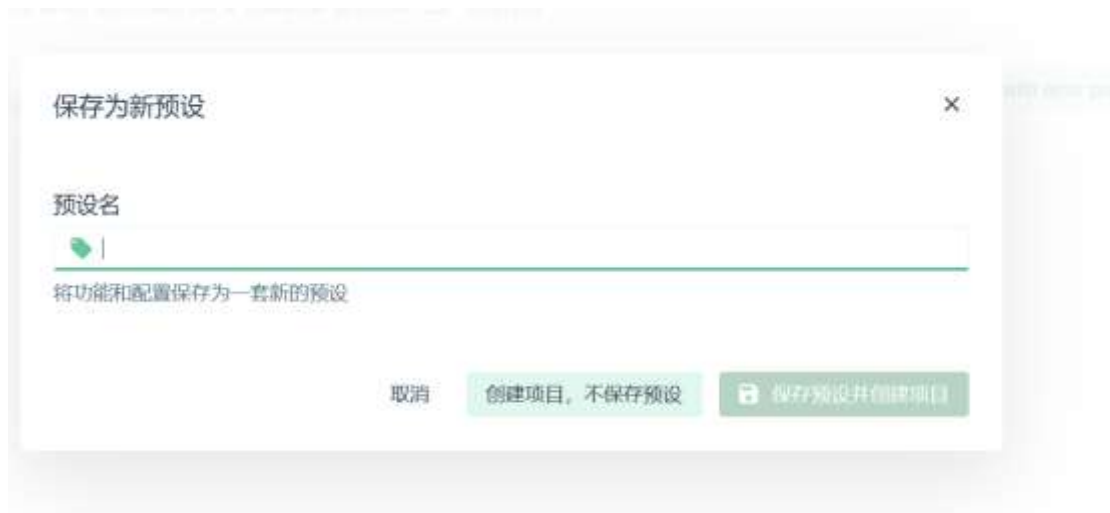 保存为新预设
预设名
将功能和配置保存为一套新的预设
取消
创建项目，不保存预设
保存预设并创建项目